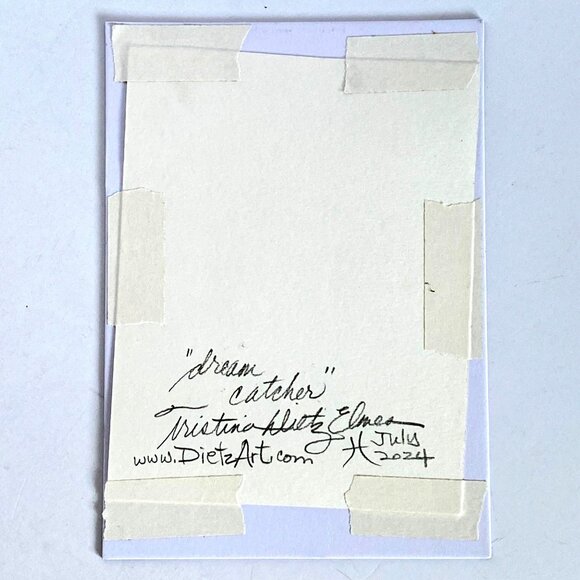 "dream
catcher"
Tristina Dietz Elmes
www.DietzArt.com
♓ July
2024